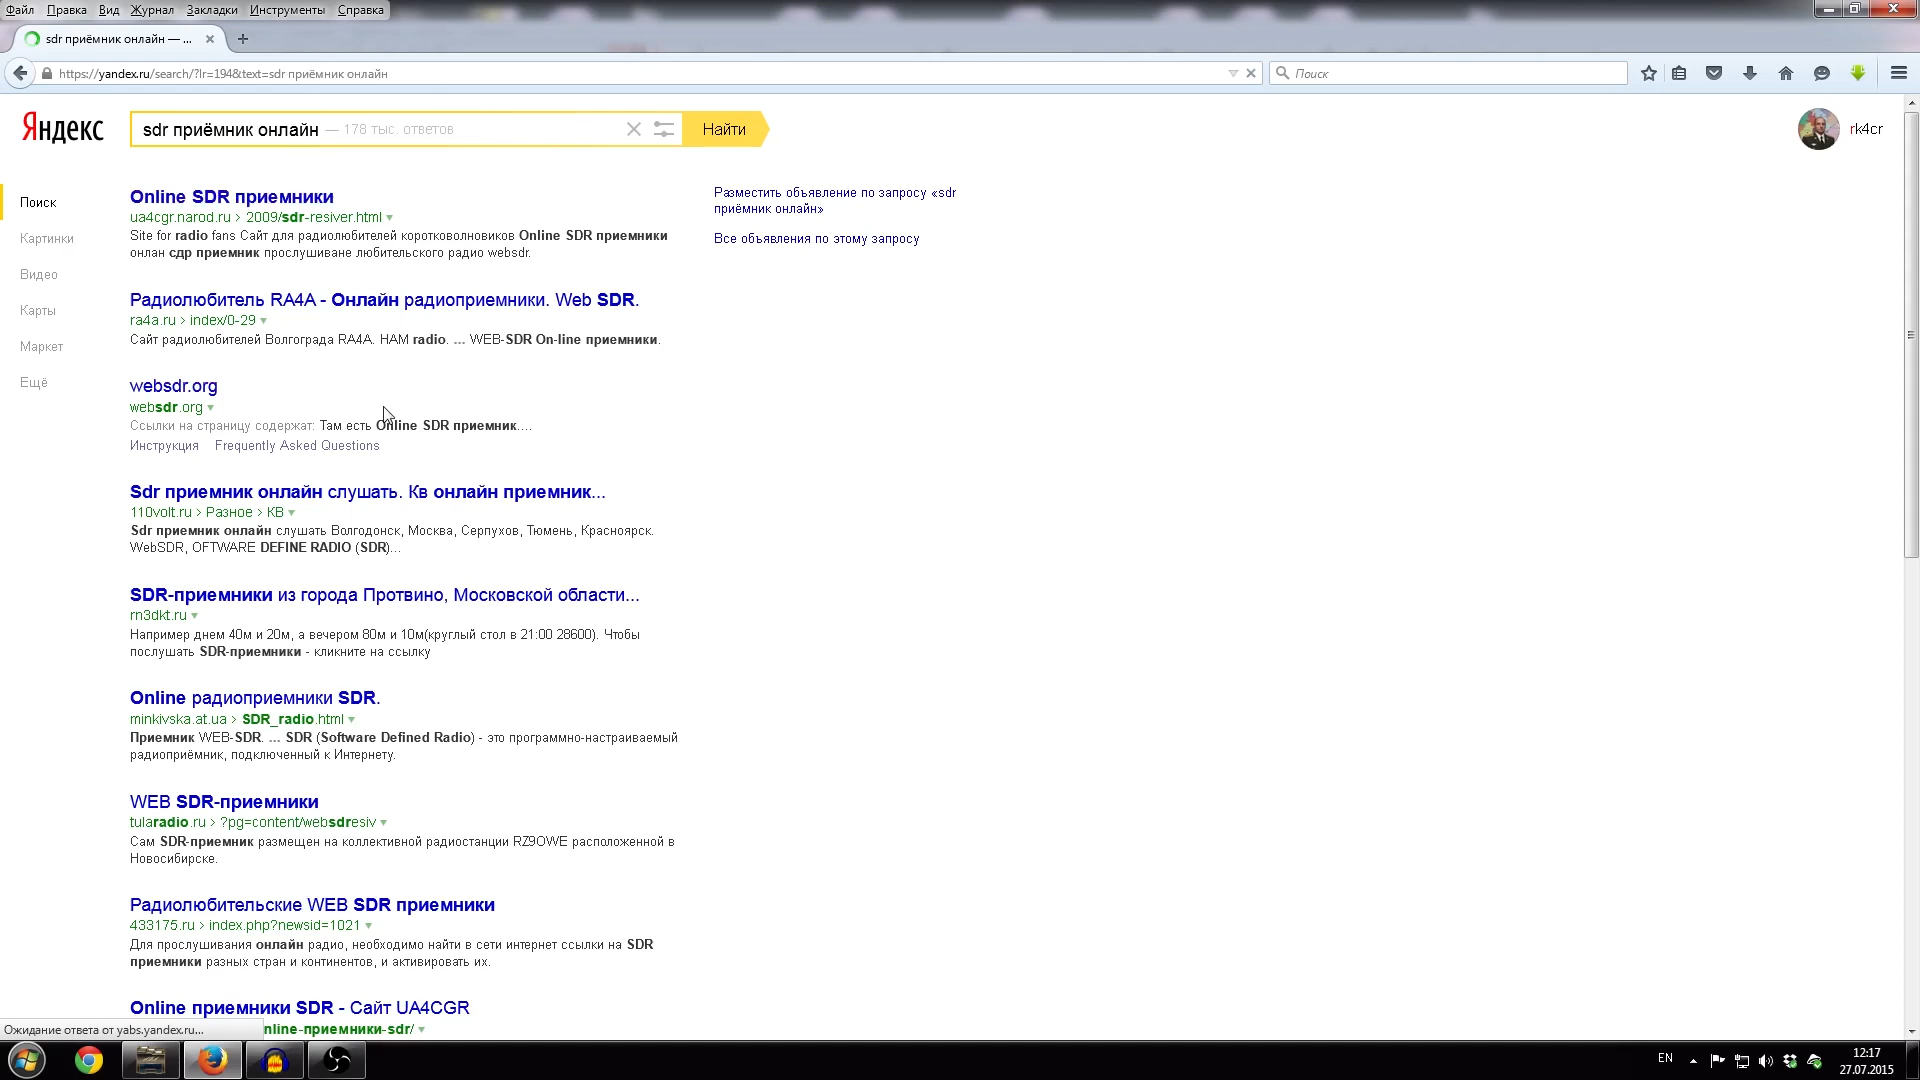 Файл Правка Вид Журнал Закладки Инструменты Справка
sdr приёмник онлайн — ...
https://yandex.ru/search/?lr=194&text=sdr приёмник онлайн
Поиск
Яндекс
sdr приёмник онлайн — 178 тыс. ответов
Найти
rk4cr
Поиск
Картинки
Видео
Карты
Маркет
Ещё
Online SDR приемники
ua4cgr.narod.ru › 2009/sdr-resiver.html
Site for radio fans Сайт для радиолюбителей коротковолновиков Online SDR приемники
онлан сдр приемник прослушиване любительского радио websdr.
Радиолюбитель RA4A - Онлайн радиоприемники. Web SDR.
ra4a.ru › index/0-29
Сайт радиолюбителей Волгограда RA4A. HAM radio. ... WEB-SDR On-line приемники.
websdr.org
websdr.org
Ссылки на страницу содержат: Там есть Online SDR приемник....
Инструкция Frequently Asked Questions
Sdr приемник онлайн слушать. Кв онлайн приемник...
110volt.ru › Разное › КВ
Sdr приемник онлайн слушать Волгодонск, Москва, Серпухов, Тюмень, Красноярск.
WebSDR, OFTWARE DEFINE RADIO (SDR)...
SDR-приемники из города Протвино, Московской области...
rn3dkt.ru
Например днем 40м и 20м, а вечером 80м и 10м(круглый стол в 21:00 28600). Чтобы
послушать SDR-приемники - кликните на ссылку
Online радиоприемники SDR.
minkivska.at.ua › SDR_radio.html
Приемник WEB-SDR. ... SDR (Software Defined Radio) - это программно-настраиваемый
радиоприёмник, подключенный к Интернету.
WEB SDR-приемники
tularadio.ru › ?pg=content/websdresiv
Сам SDR-приемник размещен на коллективной радиостанции RZ9OWE расположенной в
Новосибирске.
Радиолюбительские WEB SDR приемники
433175.ru › index.php?newsid=1021
Для прослушивания онлайн радио, необходимо найти в сети интернет ссылки на SDR
приемники разных стран и континентов, и активировать их.
Online приемники SDR - Сайт UA4CGR
nline-приемники-sdr/
Разместить объявление по запросу «sdr
приёмник онлайн»
Все объявления по этому запросу
Ожидание ответа от yabs.yandex.ru...
EN
12:17
27.07.2015